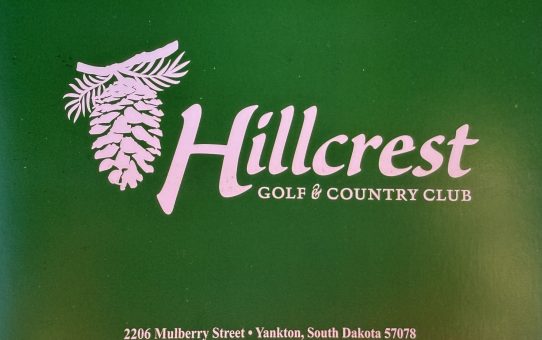 Hillcrest
GOLF & COUNTRY CLUB
2206 Mulberry Street • Yankton, South Dakota 57078